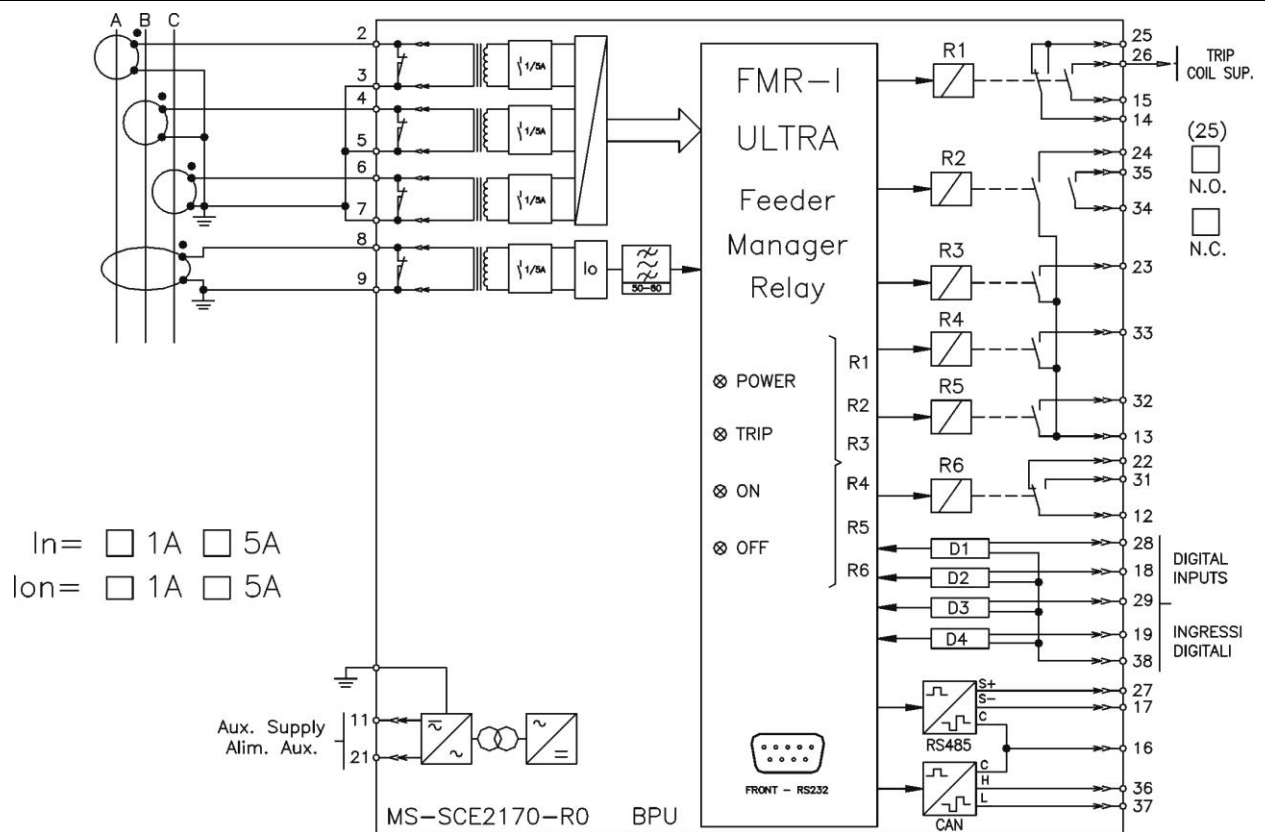 A B C
2
3
4
5
6
7
8
9
1/5A
1/5A
1/5A
1/5A
Io
50-60
FMR-I
ULTRA
Feeder
Manager
Relay
POWER
TRIP
ON
OFF
R1
R2
R3
R4
R5
R6
FRONT - RS232
R1
R2
R3
R4
R5
R6
D1
D2
D3
D4
S+
S-
C
RS485
C
H
L
CAN
25
26
15
14
24
35
34
23
33
32
13
22
31
12
28
18
29
19
38
27
17
16
36
37
TRIP
COIL SUP.
(25)
N.O.
N.C.
DIGITAL
INPUTS
INGRESSI
DIGITALI
In= 1A 5A
Ion= 1A 5A
Aux. Supply
Alim. Aux.
11
21
MS-SCE2170-R0 BPU